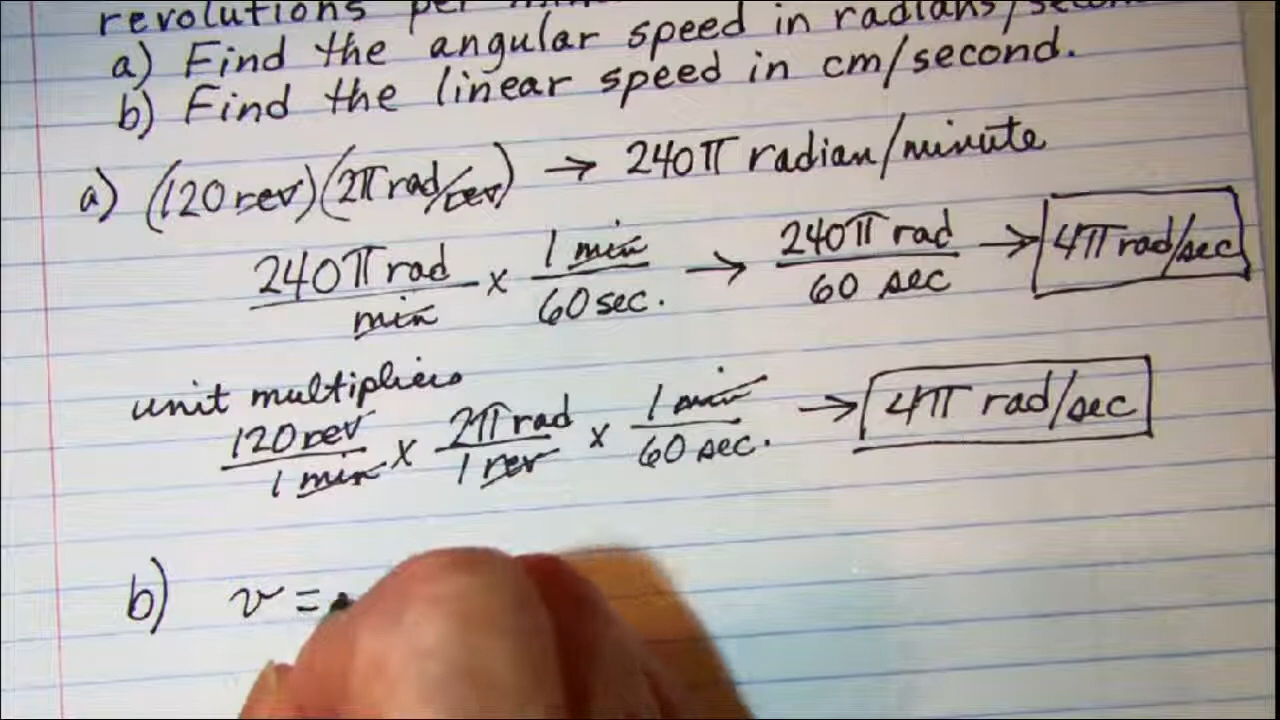 revolutions per
a) Find the angular speed in radians/second
b) Find the linear speed in cm/second.
a) (120 rev)(2π rad/rev) → 240π radian/minute
240π rad/min × 1 min/60 sec. → 240π rad/60 sec → 4π rad/sec
unit multipliers
120 rev/1 min × 2π rad/1 rev × 1 min/60 sec. → 4π rad/sec
b) v =